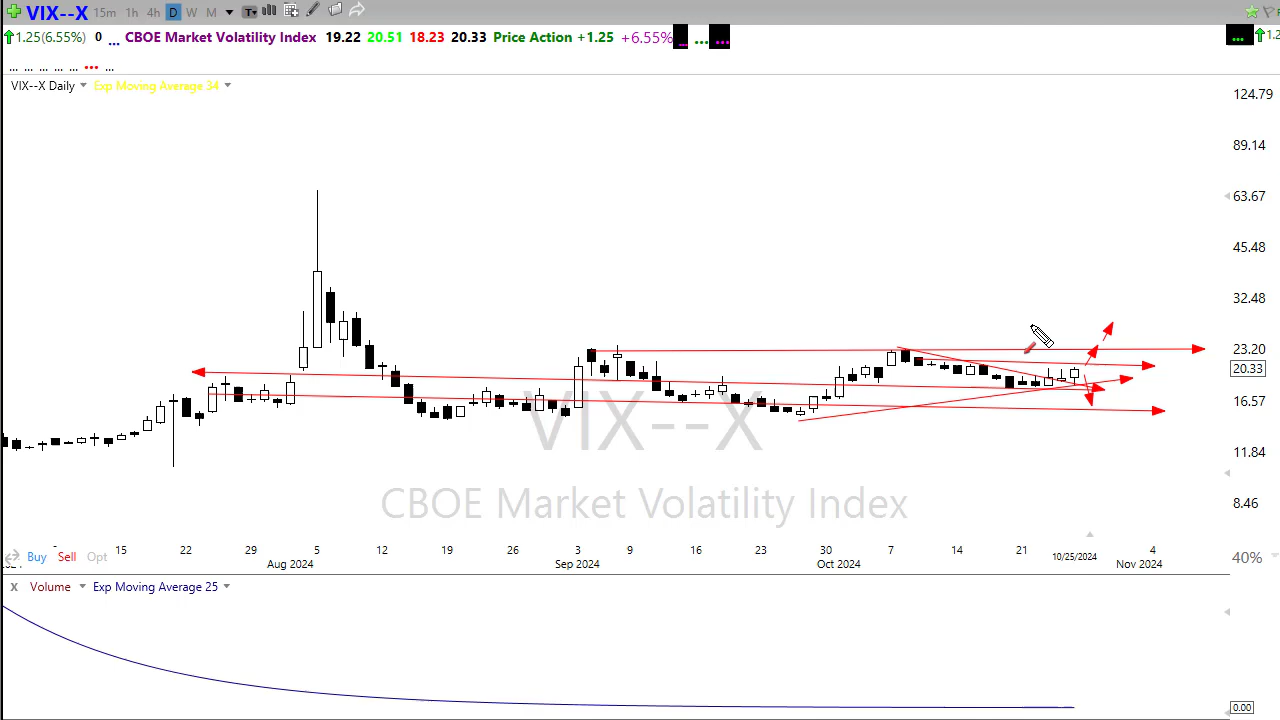 VIX--X 15m 1h 4h D W M T
1.25(6.55%) 0 ... CBOE Market Volatility Index 19.22 20.51 18.23 20.33 Price Action +1.25 +6.55% ... ... ... ... 1.2
... ... ... ... ... ... ...
VIX--X Daily Exp Moving Average 34
124.79
89.14
63.67
45.48
32.48
23.20
20.33
16.57
11.84
8.46
VIX--X
CBOE Market Volatility Index
15 22 29 5 12 19 26 3 9 16 23 30 7 14 21 10/25/2024 4
Buy Sell Opt 40%
Aug 2024 Sep 2024 Oct 2024 Nov 2024
x Volume Exp Moving Average 25
0.00